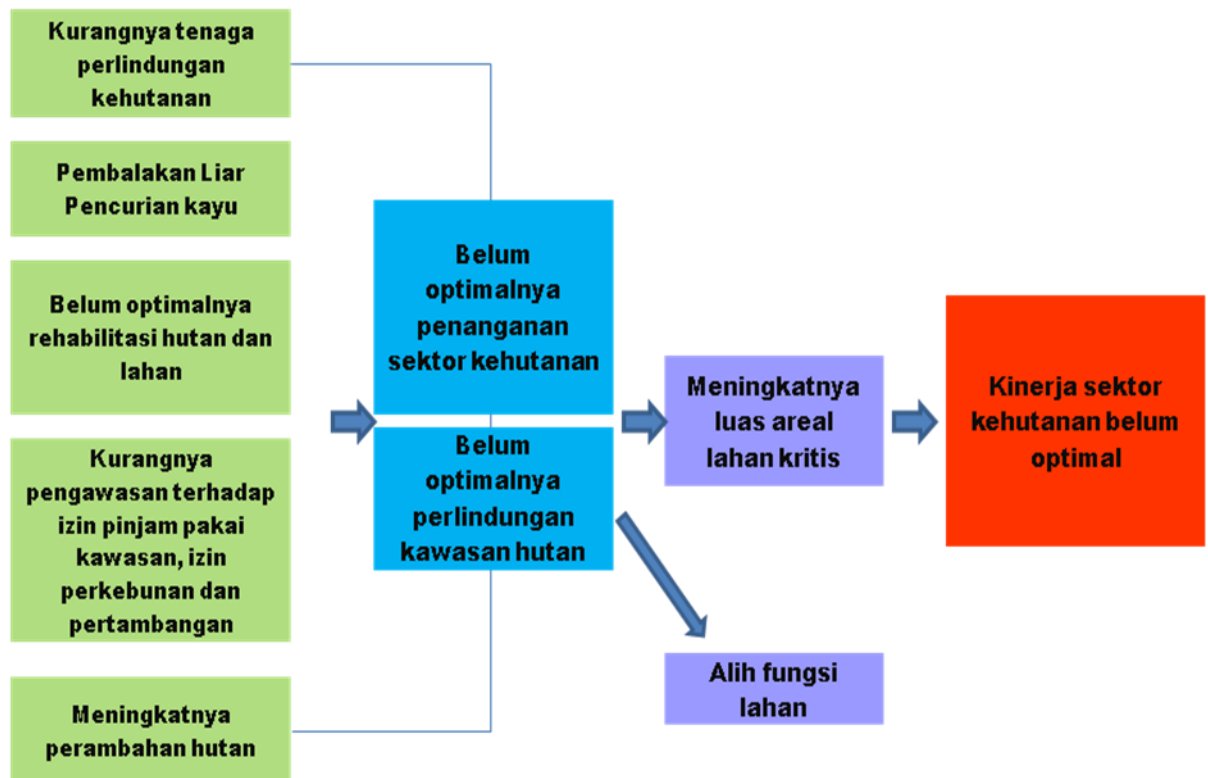 Kurangnya tenaga
perlindungan
kehutanan
Pembalakan Liar
Pencurian kayu
Belum optimalnya
rehabilitasi hutan dan
lahan
Kurangnya
pengawasan terhadap
izin pinjam pakai
kawasan, izin
perkebunan dan
pertambangan
Meningkatnya
perambahan hutan
Belum
optimalnya
penanganan
sektor kehutanan
Belum
optimalnya
perlindungan
kawasan hutan
Meningkatnya
luas areal
lahan kritis
Alih fungsi
lahan
Kinerja sektor
kehutanan belum
optimal